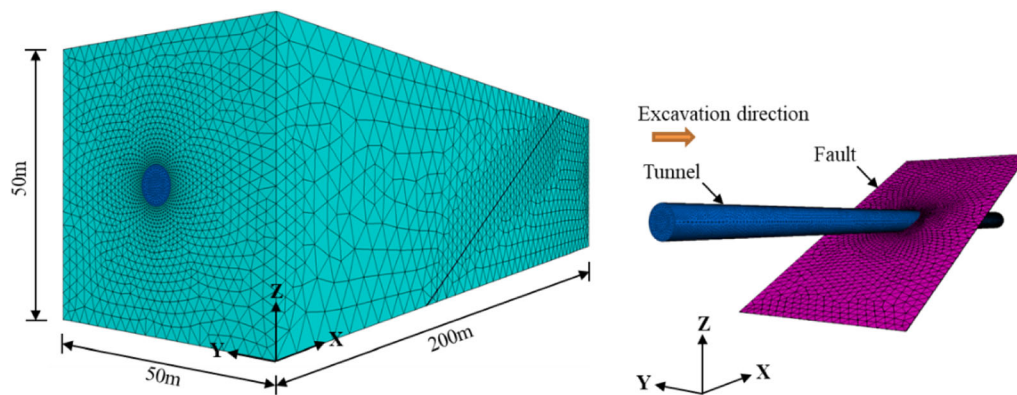 50m
50m
200m
Z
Y
X
Excavation direction
Tunnel
Fault
Z
Y
X